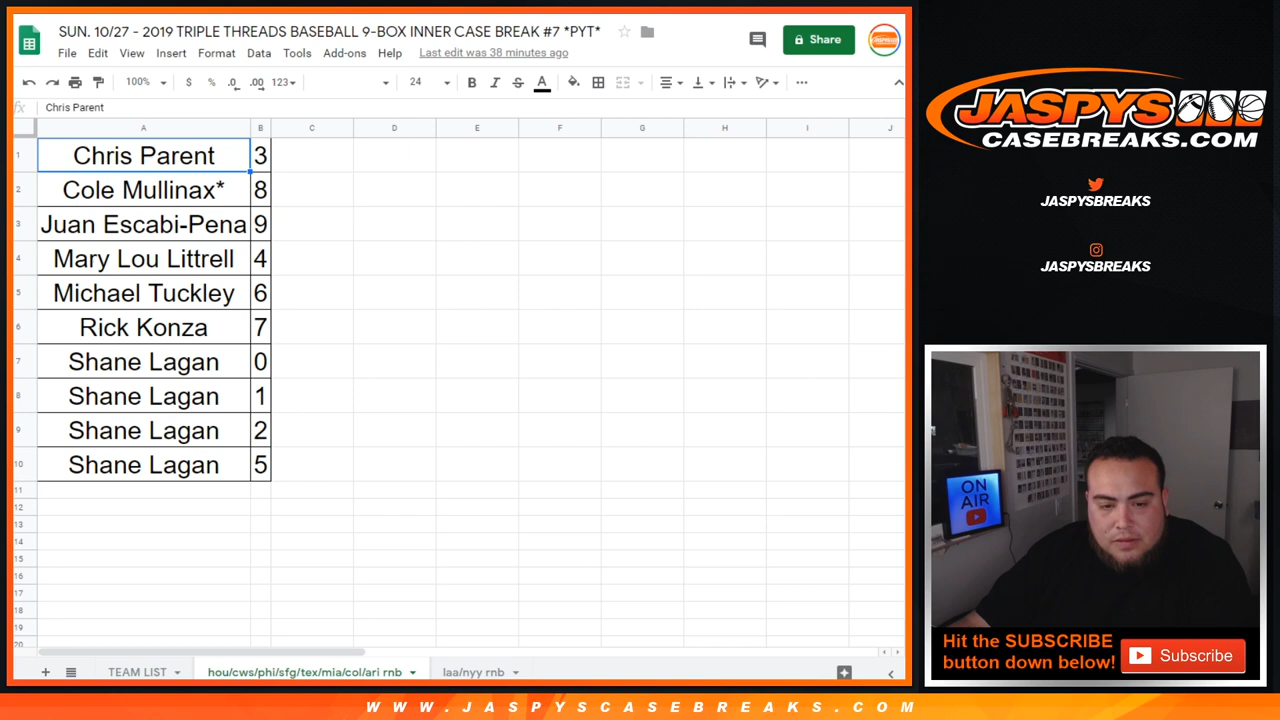 SUN. 10/27 - 2019 TRIPLE THREADS BASEBALL 9-BOX INNER CASE BREAK #7 *PYT*
File Edit View Insert Format Data Tools Add-ons Help Last edit was 38 minutes ago
Share
100% $ % .0 .00 123 24 B I S A
fx Chris Parent
A B C D E F G H I J
1 Chris Parent 3
2 Cole Mullinax* 8
3 Juan Escabi-Pena 9
4 Mary Lou Littrell 4
5 Michael Tuckley 6
6 Rick Konza 7
7 Shane Lagan 0
8 Shane Lagan 1
9 Shane Lagan 2
10 Shane Lagan 5
11
12
13
14
15
16
17
18
19
20
+ TEAM LIST hou/cws/phi/sfg/tex/mia/col/ari rnb laa/nyy rnb
JASPYS
CASEBREAKS.COM
JASPYSBREAKS
JASPYSBREAKS
ON
AIR
Hit the SUBSCRIBE
button down below!
Subscribe
WWW.JASPYSCASEBREAKS.COM